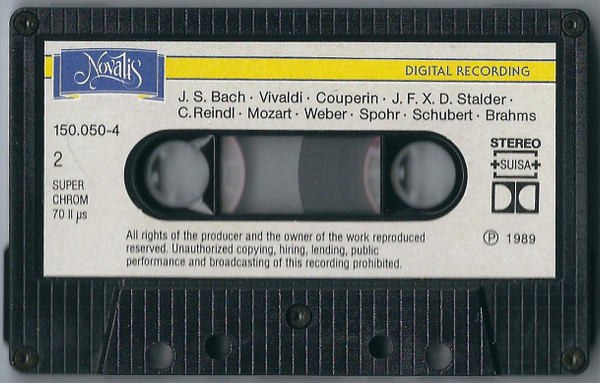 Novalis
DIGITAL RECORDING
J. S. Bach · Vivaldi · Couperin · J. F. X. D. Stalder ·
C.Reindl · Mozart · Weber · Spohr · Schubert · Brahms
150.050-4
2
SUPER
CHROM
70 II µs
STEREO
SUISA
All rights of the producer and the owner of the work reproduced
reserved. Unauthorized copying, hiring, lending, public
performance and broadcasting of this recording prohibited.
℗ 1989